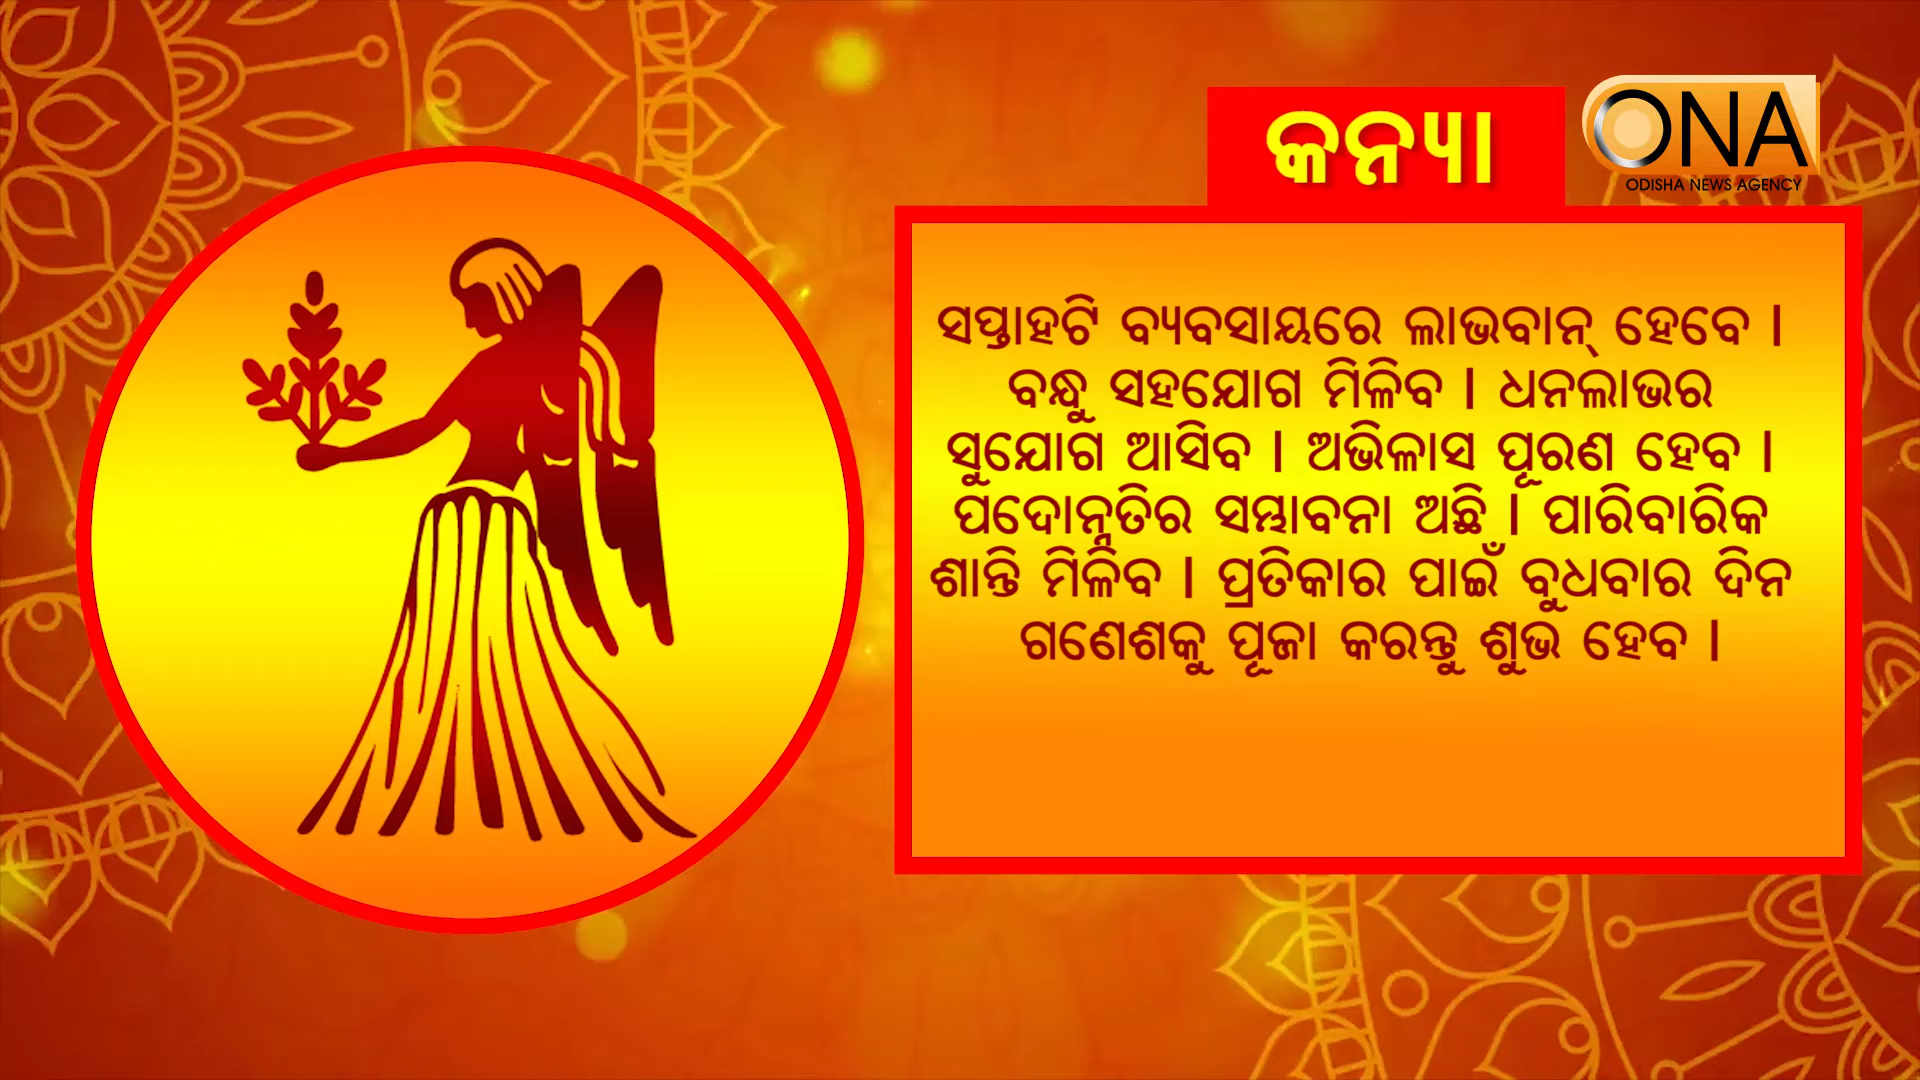 କନ୍ୟା
ONA
ODISHA NEWS AGENCY
ସପ୍ତାହଟି ବ୍ୟବସାୟରେ ଲାଭବାନ୍ ହେବେ ।
ବନ୍ଧୁ ସହଯୋଗ ମିଳିବ । ଧନଲାଭର
ସୁଯୋଗ ଆସିବ । ଅଭିଳାସ ପୂରଣ ହେବ ।
ପଦୋନ୍ନତିର ସମ୍ଭାବନା ଅଛି । ପାରିବାରିକ
ଶାନ୍ତି ମିଳିବ । ପ୍ରତିକାର ପାଇଁ ବୁଧବାର ଦିନ
ଗଣେଶକୁ ପୂଜା କରନ୍ତୁ ଶୁଭ ହେବ ।